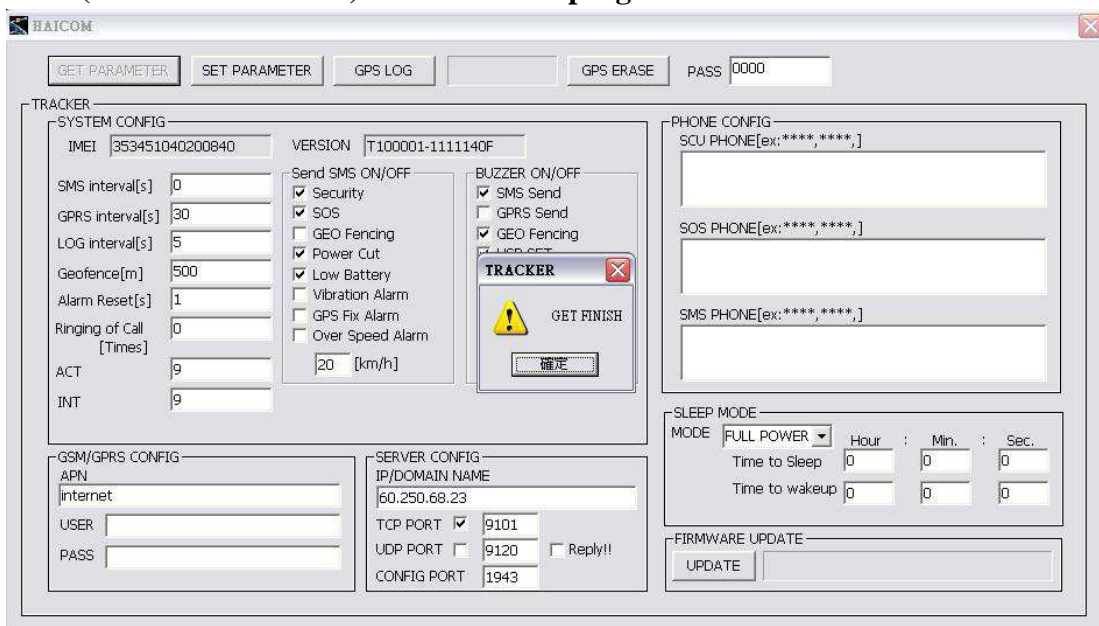 HAICOM
GET PARAMETER SET PARAMETER GPS LOG GPS ERASE PASS 0000
TRACKER
SYSTEM CONFIG
IMEI 353451040200840 VERSION T100001-1111140F
SMS interval[s] 0
GPRS interval[s] 30
LOG interval[s] 5
Geofence[m] 500
Alarm Reset[s] 1
Ringing of Call 0
[Times]
ACT 9
INT 9
Send SMS ON/OFF
Security
SOS
GEO Fencing
Power Cut
Low Battery
Vibration Alarm
GPS Fix Alarm
Over Speed Alarm
20 [km/h]
BUZZER ON/OFF
SMS Send
GPRS Send
GEO Fencing
TRACKER
GET FINISH
確定
PHONE CONFIG
SCU PHONE[ex:****,****,]
SOS PHONE[ex:****,****,]
SMS PHONE[ex:****,****,]
GSM/GPRS CONFIG
APN
internet
USER
PASS
SERVER CONFIG
IP/DOMAIN NAME
60.250.68.23
TCP PORT 9101
UDP PORT 9120 Reply!!
CONFIG PORT 1943
SLEEP MODE
MODE FULL POWER Hour : Min. : Sec.
Time to Sleep 0 0 0
Time to wakeup 0 0 0
FIRMWARE UPDATE
UPDATE